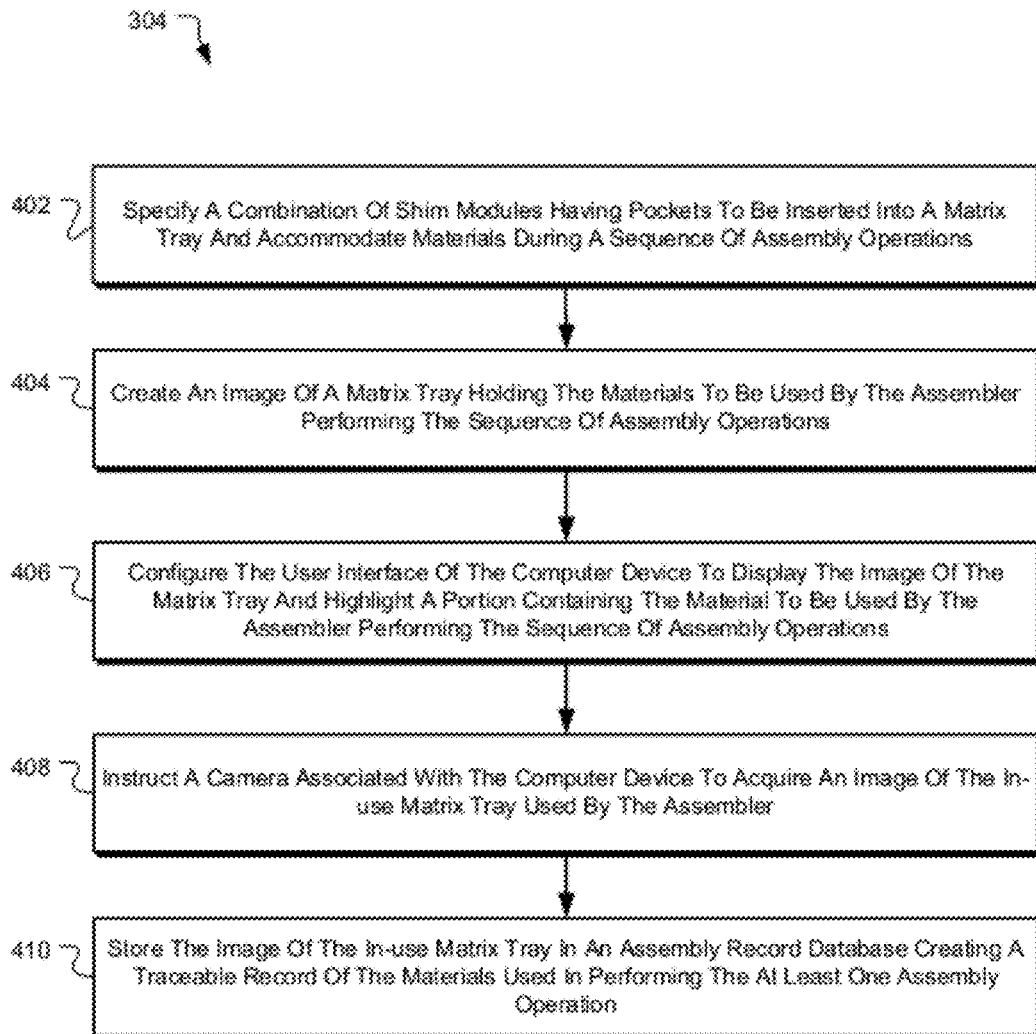 304
402
Specify A Combination Of Shim Modules Having Pockets To Be Inserted Into A Matrix
Tray And Accommodate Materials During A Sequence Of Assembly Operations
404
Create An Image Of A Matrix Tray Holding The Materials To Be Used By The Assembler
Performing The Sequence Of Assembly Operations
406
Configure The User Interface Of The Computer Device To Display The Image Of The
Matrix Tray And Highlight A Portion Containing The Material To Be Used By The
Assembler Performing The Sequence Of Assembly Operations
408
Instruct A Camera Associated With The Computer Device To Acquire An Image Of The In-
use Matrix Tray Used By The Assembler
410
Store The Image Of The In-use Matrix Tray In An Assembly Record Database Creating A
Traceable Record Of The Materials Used In Performing The At Least One Assembly
Operation